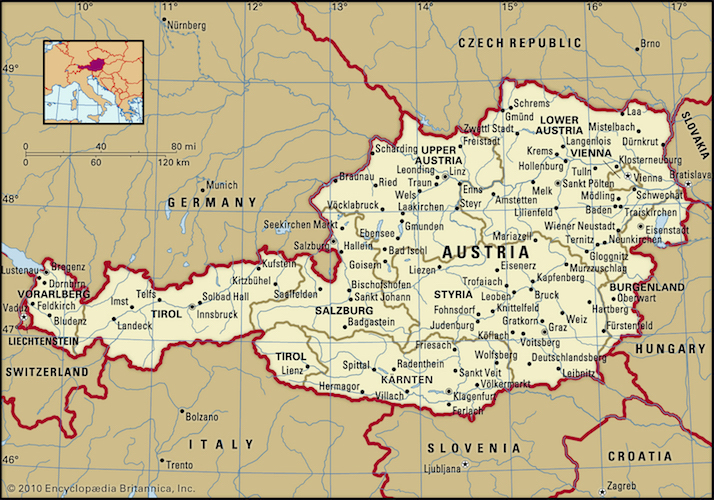 10° 11° 12° 13° 14° 15° 16° 17°
Nürnberg
CZECH REPUBLIC
Brno
49°
Schrems
Gmünd
LOWER
AUSTRIA
Laa
Zwettl Stadt
Mistelbach
SLOVAKIA
Freistadt
Langenlois
Dürnkrut
0 40 80 mi
0 60 120 km
Schärding
UPPER
AUSTRIA
Krems
VIENNA
Hollenburg
Klosterneuburg
Leonding
Linz
Tulln
Vienna
Bratislava
Braunau
Ried
Traun
Enns
Melk
Sankt Pölten
Munich
Wels
Amstetten
Mödling
Schwechat
48°
Vöcklabruck
Laakirchen
Steyr
Lilienfeld
Baden
Traiskirchen
GERMANY
Seekirchen Markt
Gmunden
Wiener Neustadt
Eisenstadt
Ebensee
Mariazell
Ternitz
Neunkirchen
Salzburg
Hallein
Bad Ischl
AUSTRIA
Gloggnitz
Lustenau
Bregenz
Kufstein
Goisern
Liezen
Eisenerz
Mürzzuschlag
Dornbirn
Kitzbühel
Bischofshofen
Trofaiach
Kapfenberg
BURGENLAND
VORARLBERG
Telfs
Solbad Hall
Saalfelden
Sankt Johann
STYRIA
Leoben
Bruck
Oberwart
Vaduz
Feldkirch
Imst
TIROL
Innsbruck
SALZBURG
Fohnsdorf
Knittelfeld
Hartberg
Bludenz
Landeck
Badgastein
Judenburg
Gratkorn
Weiz
47°
Graz
Fürstenfeld
LIECHTENSTEIN
Köflach
Voitsberg
Friesach
HUNGARY
SWITZERLAND
TIROL
Lienz
Spittal
Radenthein
Wolfsberg
Deutschlandsberg
Sankt Veit
Leibnitz
Hermagor
KÄRNTEN
Völkermarkt
Villach
Klagenfurt
Ferlach
Bolzano
ITALY
SLOVENIA
CROATIA
46°
Trento
Ljubljana
Zagreb
© 2010 Encyclopædia Britannica, Inc.